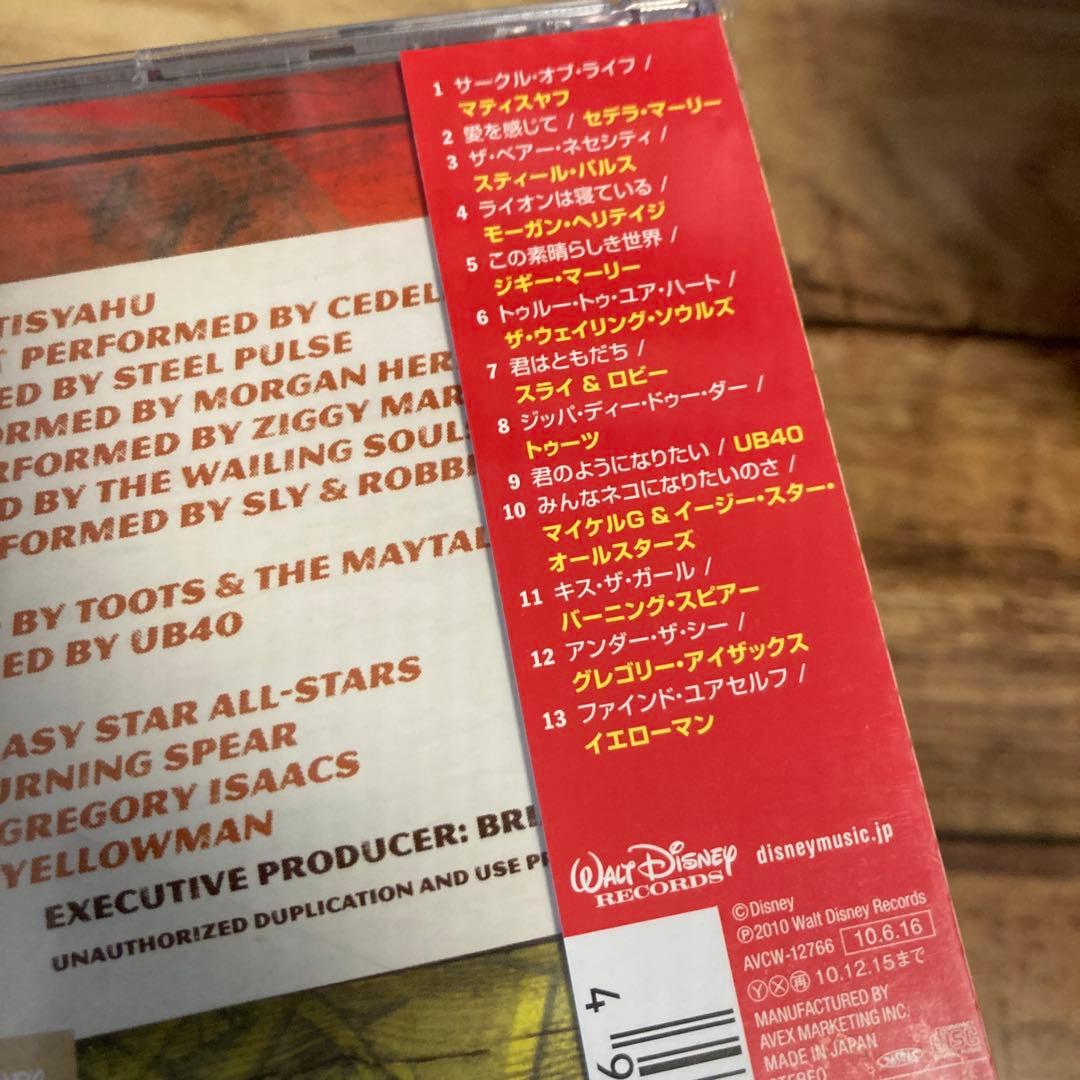 TISYAHU
T PERFORMED BY CEDEL
ED BY STEEL PULSE
ORMED BY MORGAN HER
ERFORMED BY ZIGGY MAR
D BY THE WAILING SOULS
FORMED BY SLY & ROBBI
BY TOOTS & THE MAYTAL
ED BY UB40
ASY STAR ALL-STARS
URNING SPEAR
GREGORY ISAACS
YELLOWMAN
EXECUTIVE PRODUCER: BRI
UNAUTHORIZED DUPLICATION AND USE PR
1 サークル・オブ・ライフ /
マティスヤフ
2 愛を感じて / セデラ・マーリー
3 ザ・ベアー・ネセシティ /
スティール・パルス
4 ライオンは寝ている /
モーガン・ヘリテイジ
5 この素晴らしき世界 /
ジギー・マーリー
6 トゥルー・トゥ・ユア・ハート /
ザ・ウェイリング・ソウルズ
7 君はともだち /
スライ & ロビー
8 ジッパ・ディー・ドゥー・ダー /
トゥーツ
9 君のようになりたい / UB40
10 みんなネコになりたいのさ /
マイケルG & イージー・スター・
オールスターズ
11 キス・ザ・ガール /
バーニング・スピアー
12 アンダー・ザ・シー /
グレゴリー・アイザックス
13 ファインド・ユアセルフ /
イエローマン
WALT DISNEY
RECORDS
disneymusic.jp
©Disney
℗2010 Walt Disney Records
AVCW-12766 10.6.16
Ⓨ Ⓧ 再 10.12.15まで
MANUFACTURED BY
AVEX MARKETING INC.
MADE IN JAPAN
STEREO
4 9